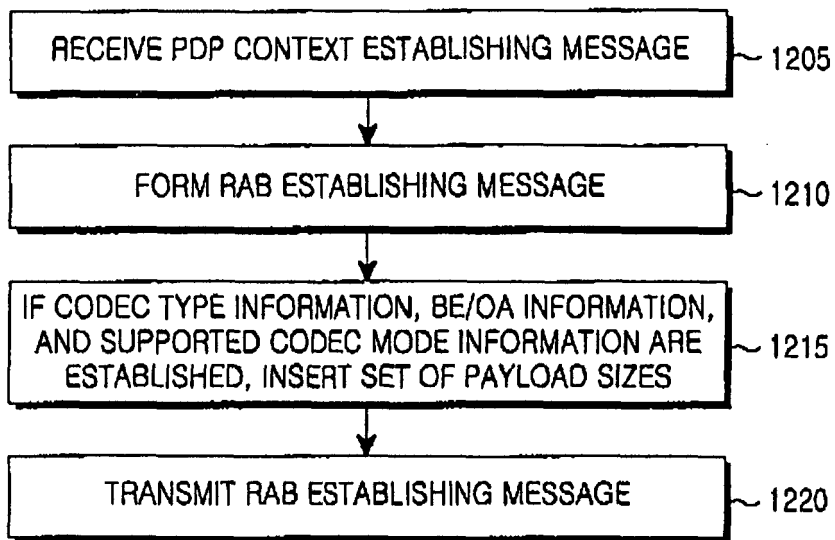 RECEIVE PDP CONTEXT ESTABLISHING MESSAGE
1205
FORM RAB ESTABLISHING MESSAGE
1210
IF CODEC TYPE INFORMATION, BE/OA INFORMATION,
AND SUPPORTED CODEC MODE INFORMATION ARE
ESTABLISHED, INSERT SET OF PAYLOAD SIZES
1215
TRANSMIT RAB ESTABLISHING MESSAGE
1220